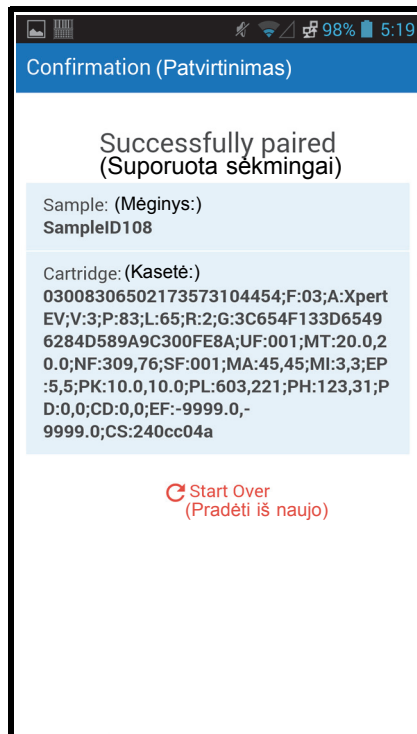 98% 5:19
Confirmation (Patvirtinimas)
Successfully paired
(Suporuota sėkmingai)
Sample: (Mėginys:)
SampleID108
Cartridge: (Kasetė:)
03008306502173573104454;F:03;A:Xpert
EV;V:3;P:83;L:65;R:2;G:3C654F133D6549
6284D589A9C300FE8A;UF:001;MT:20.0,2
0.0;NF:309,76;SF:001;MA:45,45;MI:3,3;EP
:5,5;PK:10.0,10.0;PL:603,221;PH:123,31;P
D:0,0;CD:0,0;EF:-9999.0,-
9999.0;CS:240cc04a
Start Over
(Pradėti iš naujo)